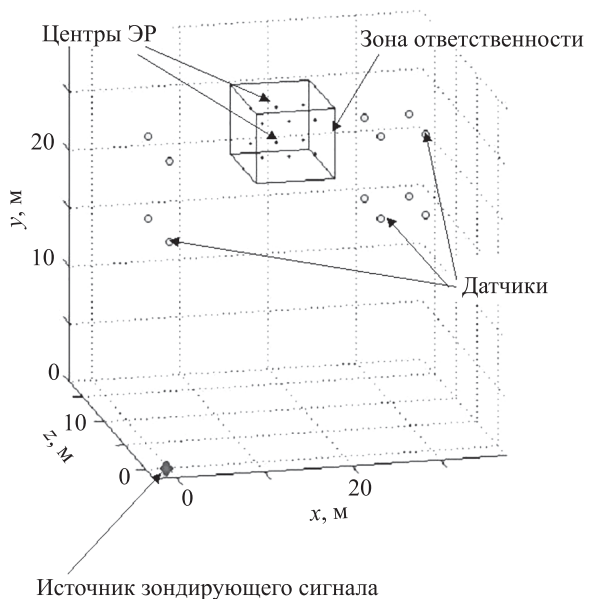 Центры ЭР
Зона ответственности
20
y, м
10
Датчики
0
10
z, м
0
0
20
x, м
Источник зондирующего сигнала